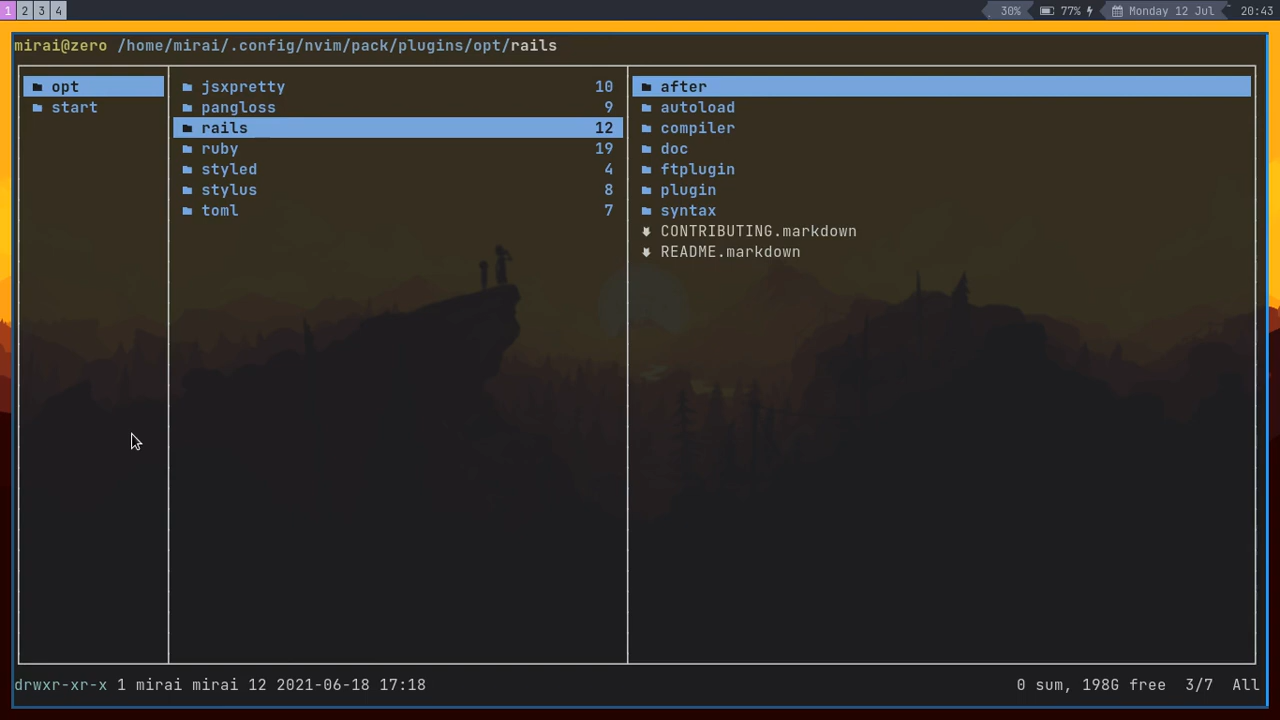 1 2 3 4 30% 77% Monday 12 Jul 20:43
mirai@zero /home/mirai/.config/nvim/pack/plugins/opt/rails
opt
start
jsxpretty 10
pangloss 9
rails 12
ruby 19
styled 4
stylus 8
toml 7
after
autoload
compiler
doc
ftplugin
plugin
syntax
CONTRIBUTING.markdown
README.markdown
drwxr-xr-x 1 mirai mirai 12 2021-06-18 17:18 0 sum, 198G free 3/7 All